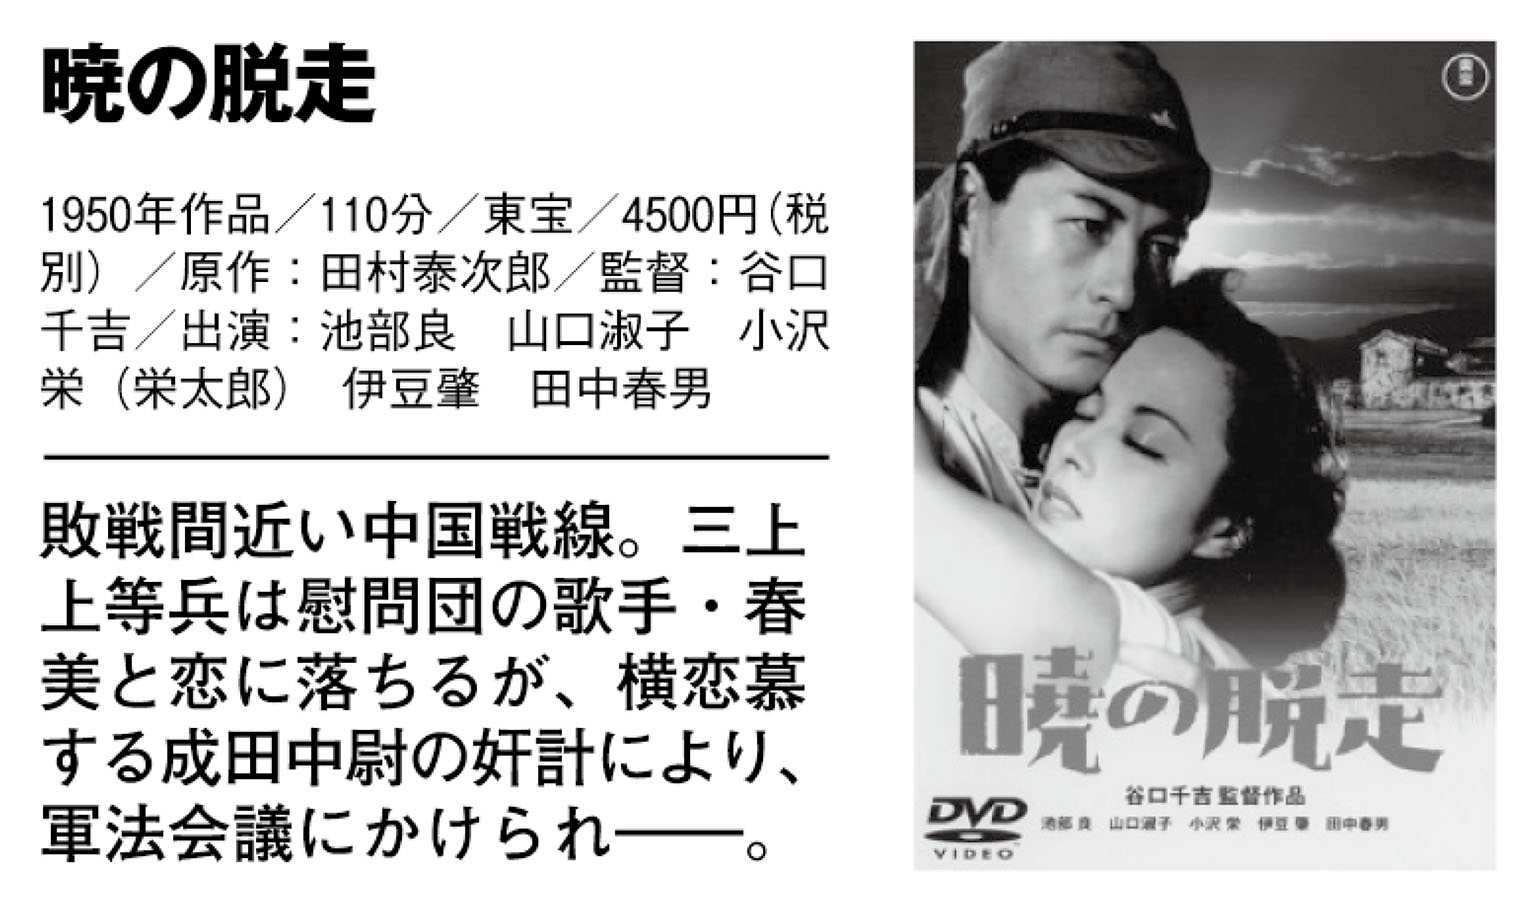 暁の脱走
1950年作品／110分／東宝／4500円（税
別）／原作：田村泰次郎／監督：谷口
千吉／出演：池部良　山口淑子　小沢
栄（栄太郎）　伊豆肇　田中春男
敗戦間近い中国戦線。三上
上等兵は慰問団の歌手・春
美と恋に落ちるが、横恋慕
する成田中尉の奸計により、
軍法会議にかけられ――。
東宝
暁の脱走
谷口千吉 監督作品
池部 良　山口淑子　小沢 栄　伊豆 肇　田中春男
DVD
VIDEO™